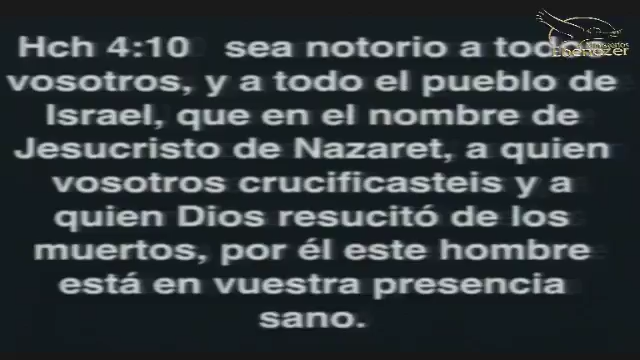 Hch 4:10 sea notorio a todos
vosotros, y a todo el pueblo de
Israel, que en el nombre de
Jesucristo de Nazaret, a quien
vosotros crucificasteis y a
quien Dios resucitó de los
muertos, por él este hombre
está en vuestra presencia
sano.
Ebenezer